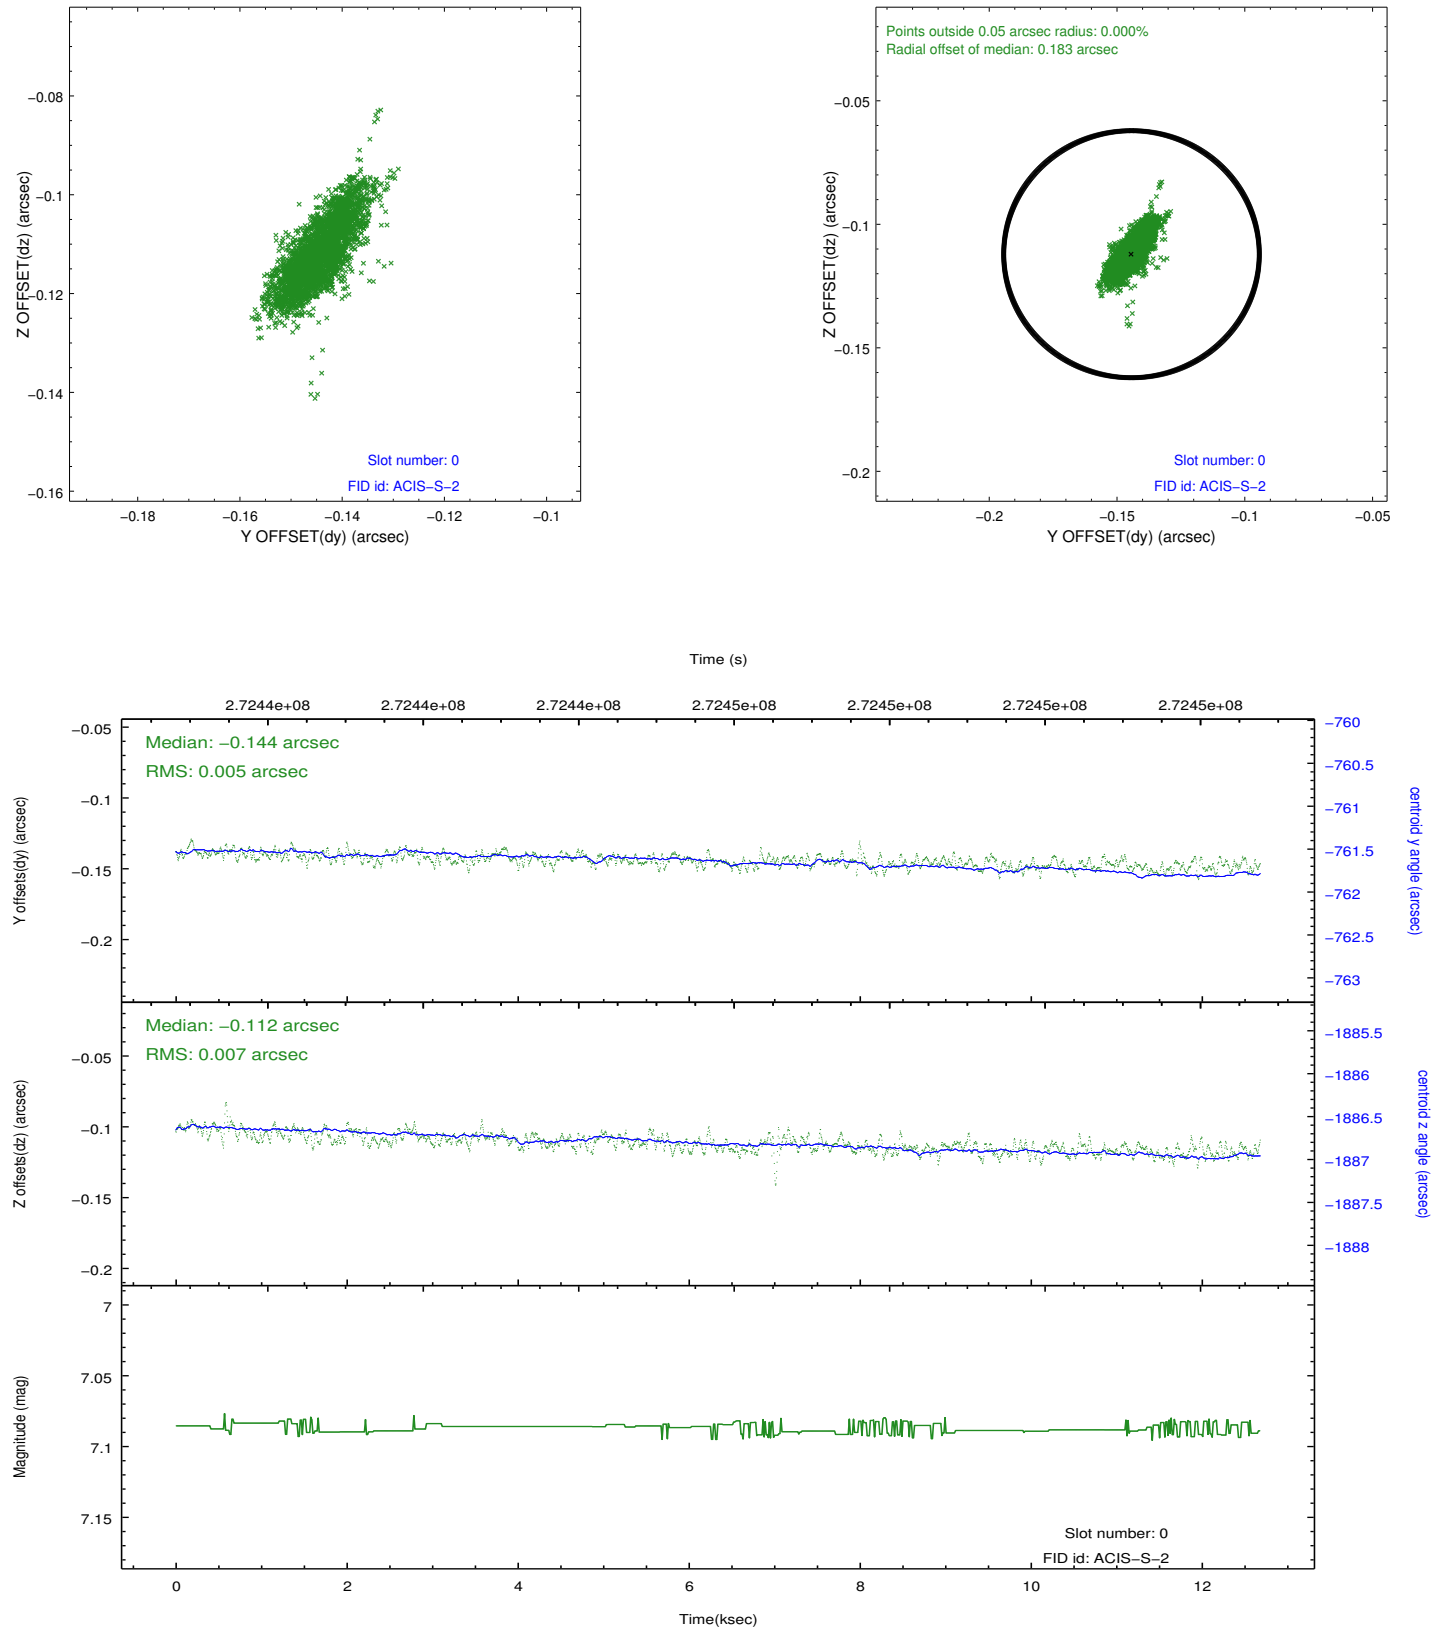 −0.08
−0.1
−0.12
−0.14
−0.16
Z OFFSET(dz) (arcsec)
Slot number: 0
FID id: ACIS−S−2
−0.18
−0.16
−0.14
−0.12
−0.1
Y OFFSET(dy) (arcsec)
Points outside 0.05 arcsec radius: 0.000%
Radial offset of median: 0.183 arcsec
−0.05
−0.1
−0.15
−0.2
Z OFFSET(dz) (arcsec)
Slot number: 0
FID id: ACIS−S−2
−0.2
−0.15
−0.1
−0.05
Y OFFSET(dy) (arcsec)
Time (s)
2.7244e+08
2.7244e+08
2.7244e+08
2.7245e+08
2.7245e+08
2.7245e+08
2.7245e+08
−0.05
−0.1
−0.15
−0.2
Y offsets(dy) (arcsec)
Median: −0.144 arcsec
RMS: 0.005 arcsec
−760
−760.5
−761
−761.5
−762
−762.5
−763
centroid y angle (arcsec)
−0.05
−0.1
−0.15
−0.2
Z offsets(dz) (arcsec)
Median: −0.112 arcsec
RMS: 0.007 arcsec
−1885.5
−1886
−1886.5
−1887
−1887.5
−1888
centroid z angle (arcsec)
7
7.05
7.1
7.15
Magnitude (mag)
Slot number: 0
FID id: ACIS−S−2
0
2
4
6
8
10
12
Time(ksec)